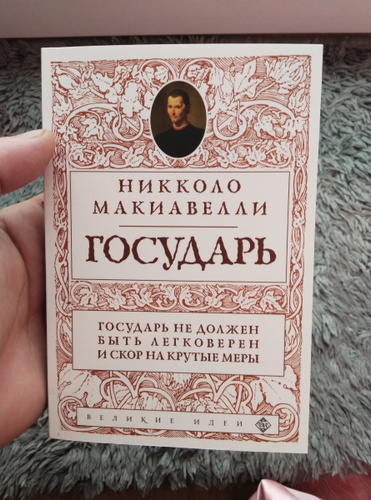 НИККОЛО
МАКИАВЕЛЛИ
ГОСУДАРЬ
ГОСУДАРЬ НЕ ДОЛЖЕН
БЫТЬ ЛЕГКОВЕРЕН
И СКОР НА КРУТЫЕ МЕРЫ
ВЕЛИКИЕ ИДЕИ